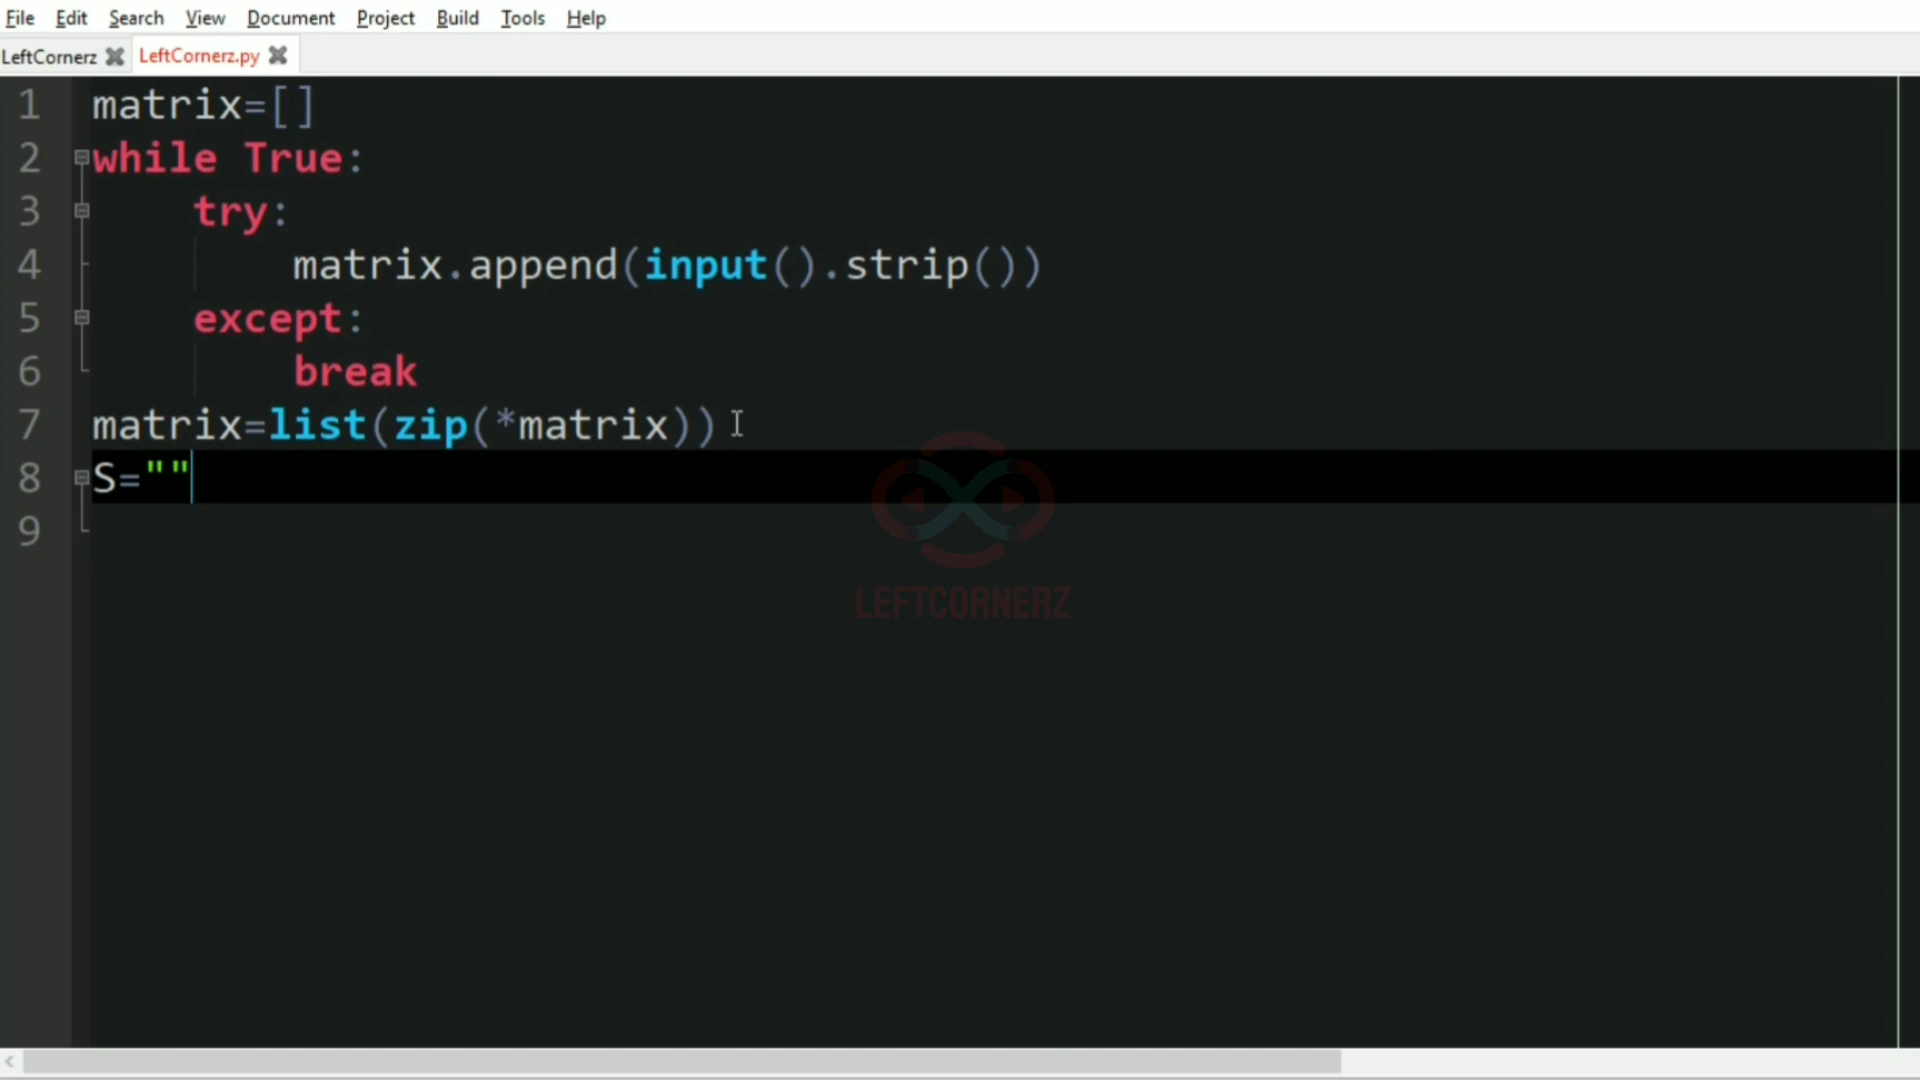 File Edit Search View Document Project Build Tools Help
LeftCornerz LeftCornerz.py
1 matrix=[]
2 while True:
3     try:
4         matrix.append(input().strip())
5     except:
6         break
7 matrix=list(zip(*matrix))
8 S=""
9
LEFTCORNERZ